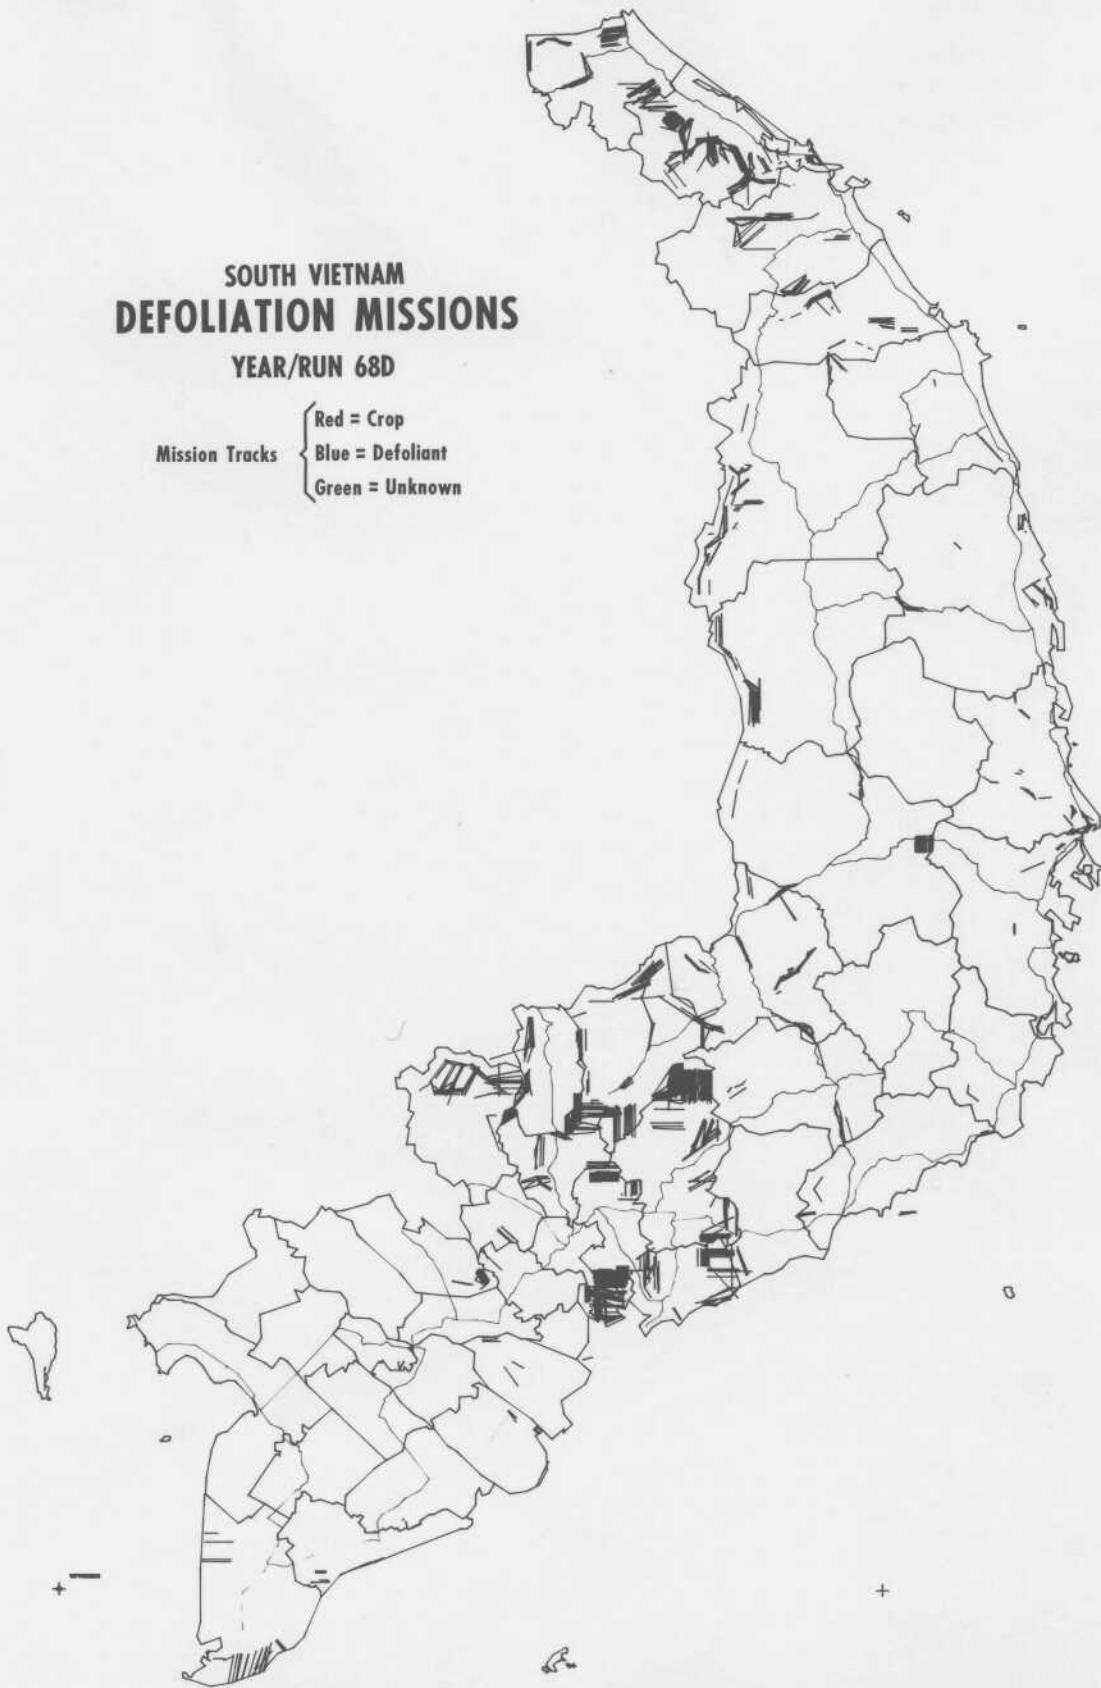 SOUTH VIETNAM
DEFOLIATION MISSIONS
YEAR/RUN 68D
Mission Tracks
Red = Crop
Blue = Defoliant
Green = Unknown